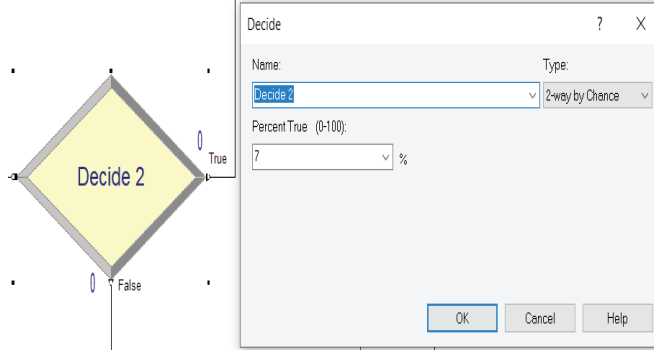 Decide 2
0
True
0
False
Decide
? X
Name:
Type:
Decide 2
2-way by Chance
Percent True (0-100):
7
%
OK
Cancel
Help